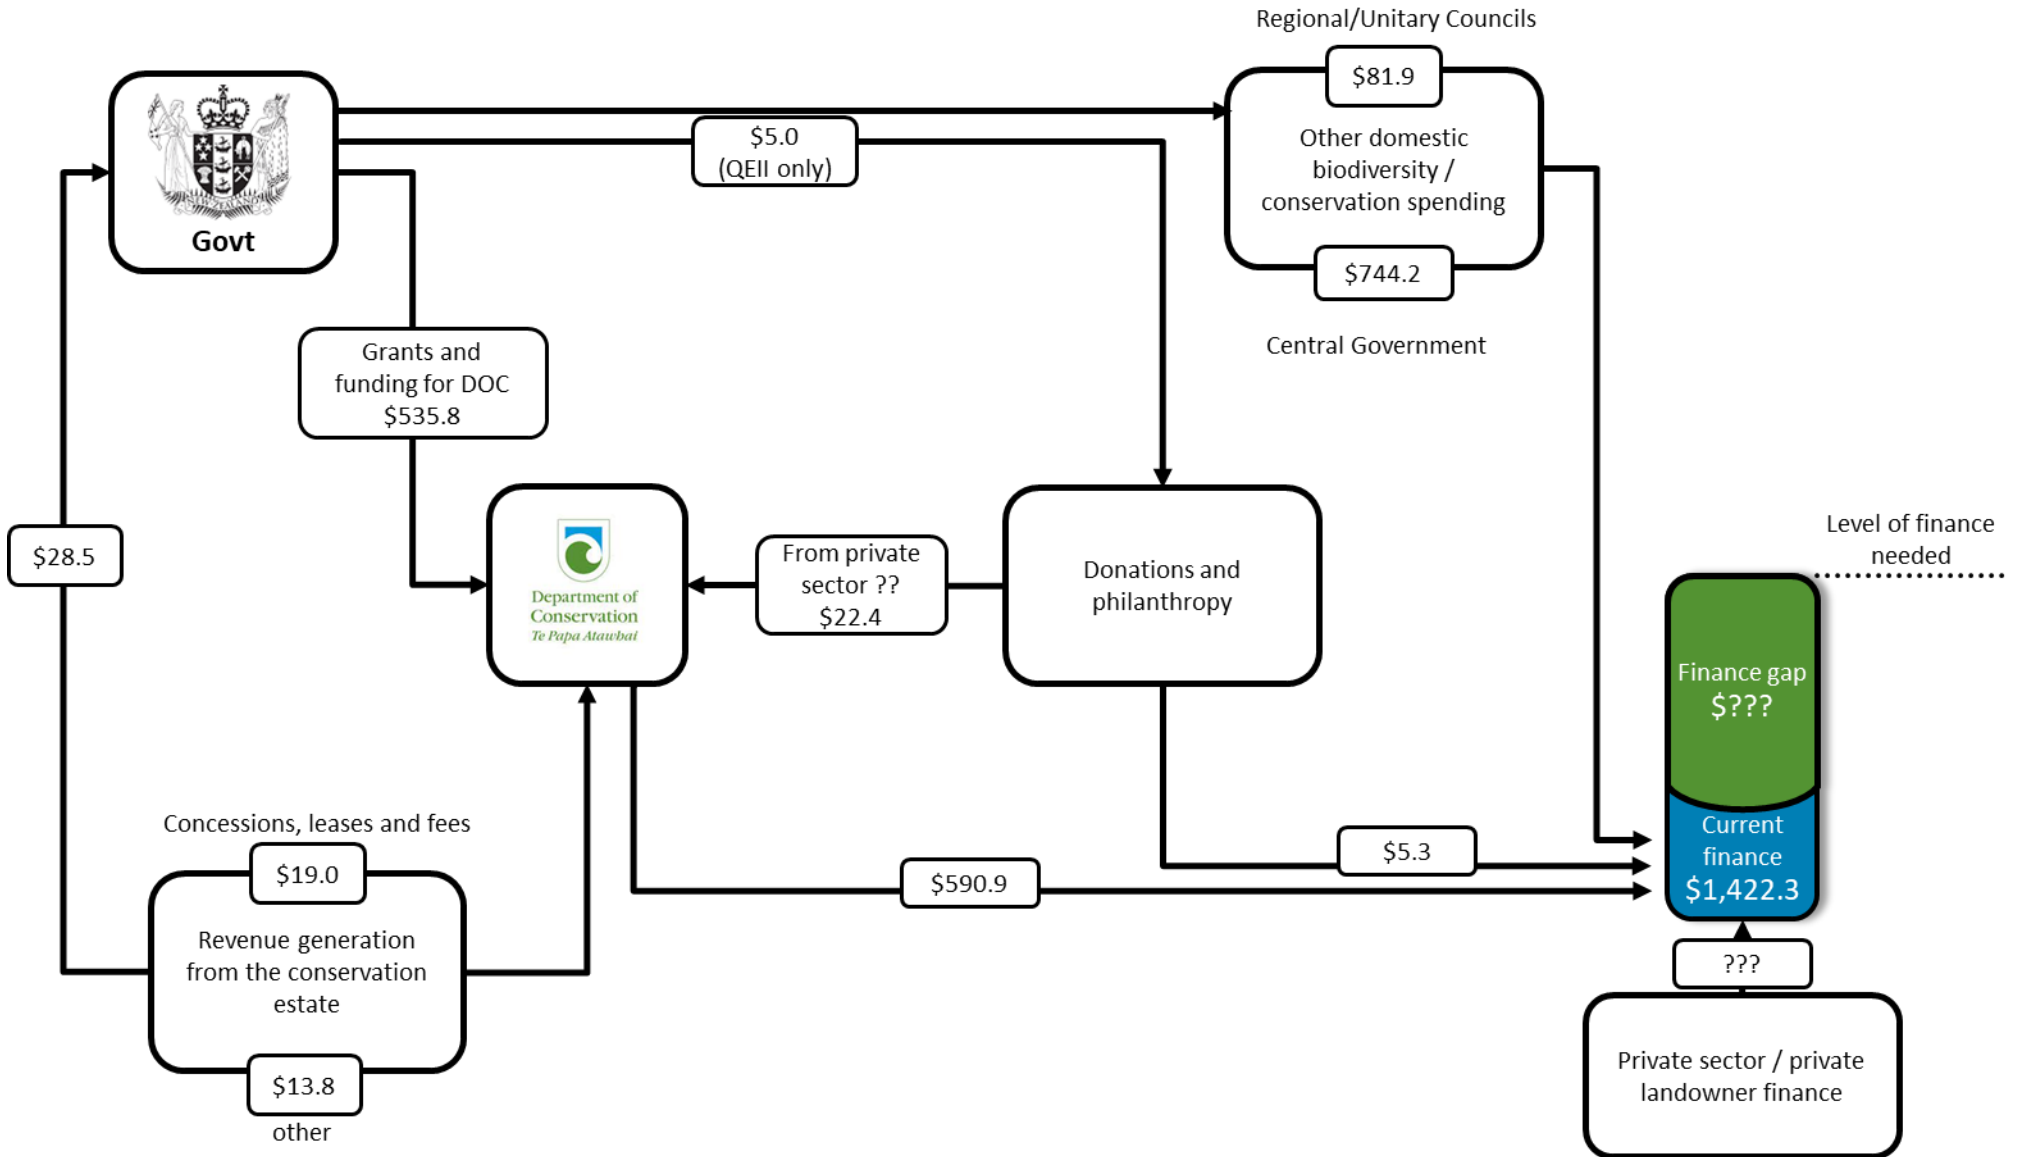 Regional/Unitary Councils
$81.9
Other domestic
biodiversity /
conservation spending
$744.2
Central Government
NEW ZEALAND
Govt
$5.0
(QEII only)
Grants and
funding for DOC
$535.8
$28.5
Department of
Conservation
Te Papa Atawhai
From private
sector ??
$22.4
Donations and
philanthropy
Level of finance
needed
Finance gap
$???
Current
finance
$1,422.3
$5.3
$590.9
Concessions, leases and fees
$19.0
Revenue generation
from the conservation
estate
$13.8
other
???
Private sector / private
landowner finance